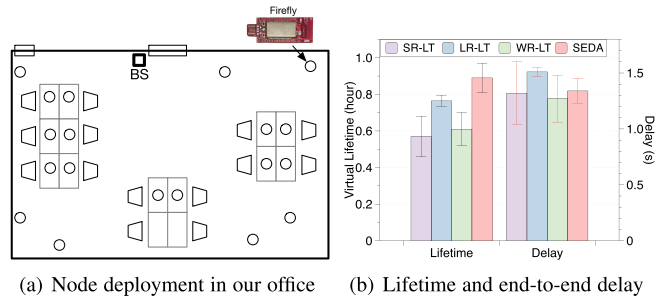 Firefly
BS
(a) Node deployment in our office
SR-LT LR-LT WR-LT SEDA
Virtual Lifetime (hour)
1.0
0.8
0.6
0.4
0.2
0
Delay (s)
1.5
1.0
0.5
0
Lifetime Delay
(b) Lifetime and end-to-end delay